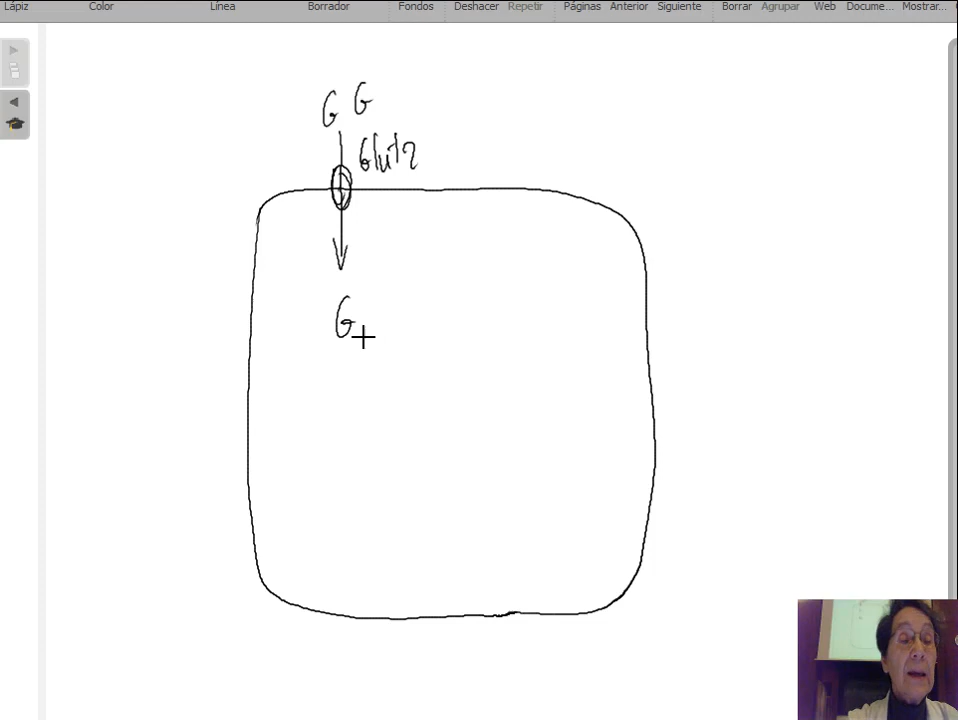 Lápiz Color Línea Borrador Fondos Deshacer Repetir Páginas Anterior Siguiente Borrar Agrupar Web Docume... Mostrar...
G G
Glut2
G